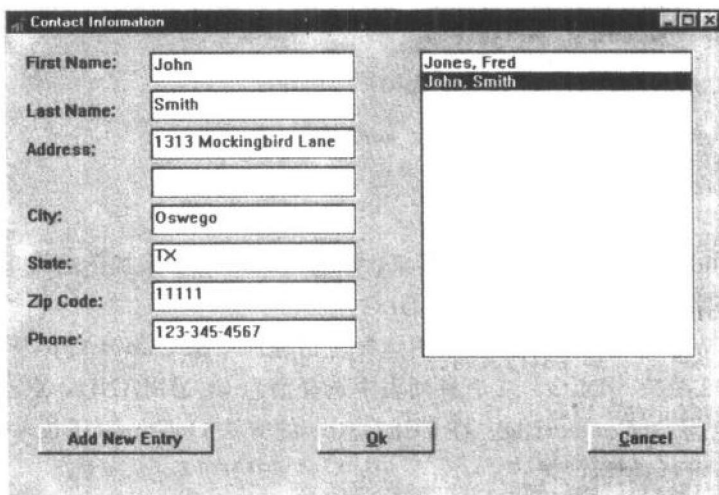 Contact Information
First Name: John
Last Name: Smith
Address: 1313 Mockingbird Lane
City: Oswego
State: TX
Zip Code: 11111
Phone: 123-345-4567
Jones, Fred
John, Smith
Add New Entry
Ok
Cancel